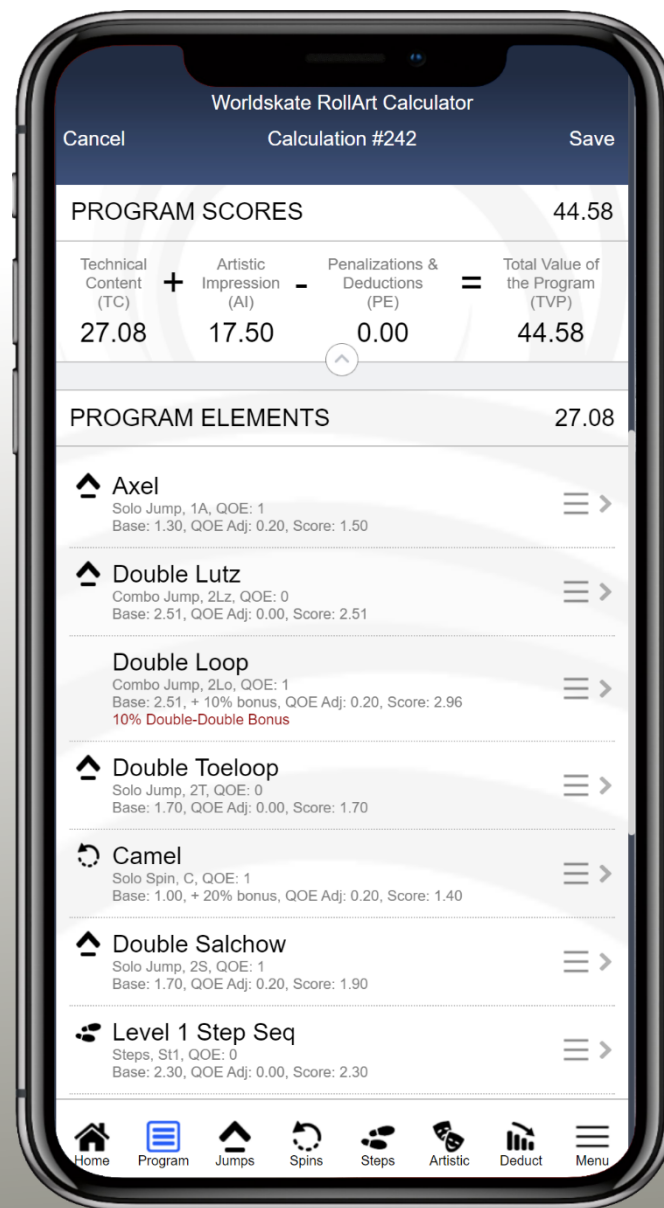 Worldskate RollArt Calculator
Cancel Calculation #242 Save
PROGRAM SCORES 44.58
Technical Content (TC) + Artistic Impression (AI) - Penalizations & Deductions (PE) = Total Value of the Program (TVP)
27.08 17.50 0.00 44.58
PROGRAM ELEMENTS 27.08
Axel
Solo Jump, 1A, QOE: 1
Base: 1.30, QOE Adj: 0.20, Score: 1.50
Double Lutz
Combo Jump, 2Lz, QOE: 0
Base: 2.51, QOE Adj: 0.00, Score: 2.51
Double Loop
Combo Jump, 2Lo, QOE: 1
Base: 2.51, + 10% bonus, QOE Adj: 0.20, Score: 2.96
10% Double-Double Bonus
Double Toeloop
Solo Jump, 2T, QOE: 0
Base: 1.70, QOE Adj: 0.00, Score: 1.70
Camel
Solo Spin, C, QOE: 1
Base: 1.00, + 20% bonus, QOE Adj: 0.20, Score: 1.40
Double Salchow
Solo Jump, 2S, QOE: 1
Base: 1.70, QOE Adj: 0.20, Score: 1.90
Level 1 Step Seq
Steps, St1, QOE: 0
Base: 2.30, QOE Adj: 0.00, Score: 2.30
Home Program Jumps Spins Steps Artistic Deduct Menu